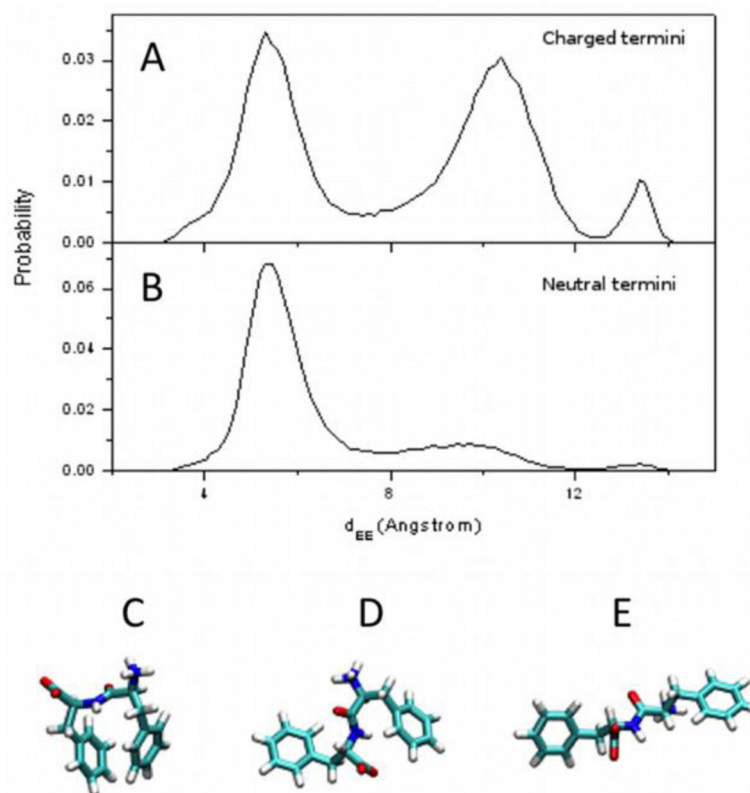 A
Charged termini
0.03
0.02
0.01
0.00
Probability
B
Neutral termini
0.06
0.04
0.02
0.00
4 8 12
dEE (Angstrom)
C D E